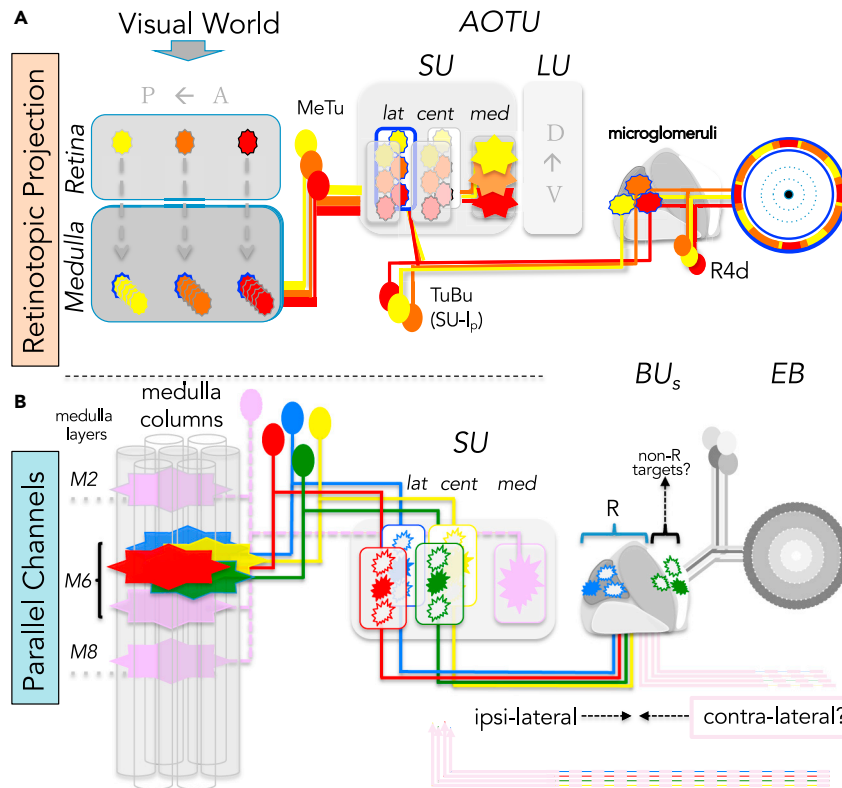 A
Visual World
AOTU
SU
LU
P ← A
MeTu
lat cent med
microglomeruli
Retina
D
↑
V
Retinotopic Projection
Medulla
R4d
TuBu
(SU-lp)
B
medulla
columns
BUs
EB
medulla
layers
SU
non-R
targets?
M2
lat cent med
R
M6
Parallel Channels
M8
ipsi-lateral
contra-lateral?